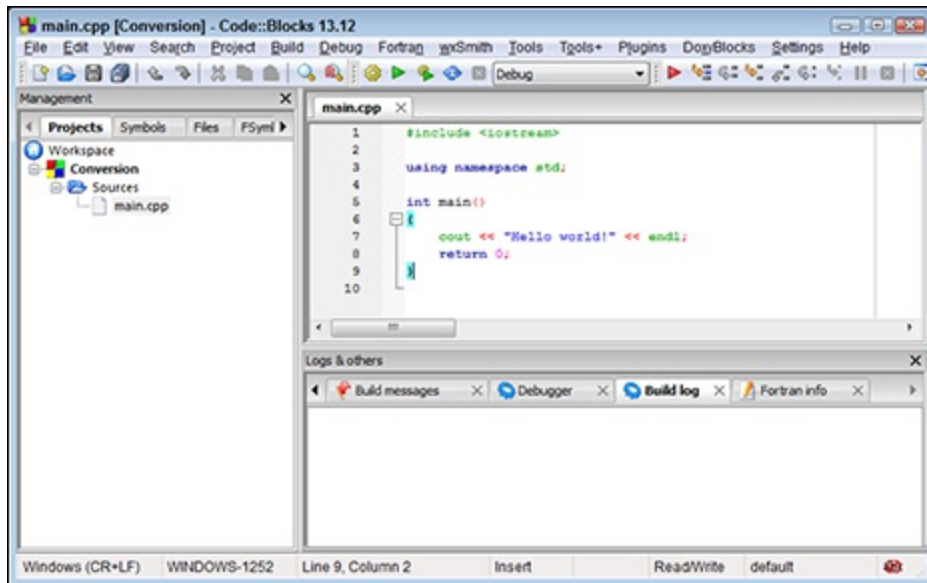 main.cpp [Conversion] - Code::Blocks 13.12
File Edit View Search Project Build Debug Fortran wxSmith Tools Tools+ Plugins DoxyBlocks Settings Help
Debug
Management
Projects Symbols Files FSymi
Workspace
Conversion
Sources
main.cpp
main.cpp
1 #include <iostream>
2
3 using namespace std;
4
5 int main()
6 {
7 cout << "Hello world!" << endl;
8 return 0;
9 }
10
Logs & others
Build messages Debugger Build log Fortran info
Windows (CR+LF) WINDOWS-1252 Line 9, Column 2 Insert Read/Write default